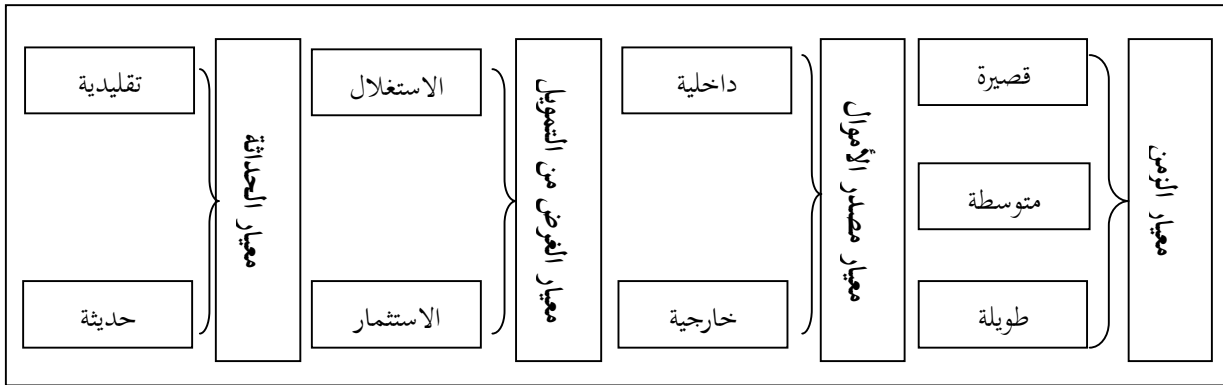 معيار الزمن
قصيرة
متوسطة
طويلة
معيار مصدر الأموال
داخلية
خارجية
معيار الغرض من التمويل
الاستغلال
الاستثمار
معيار الحداثة
تقليدية
حديثة